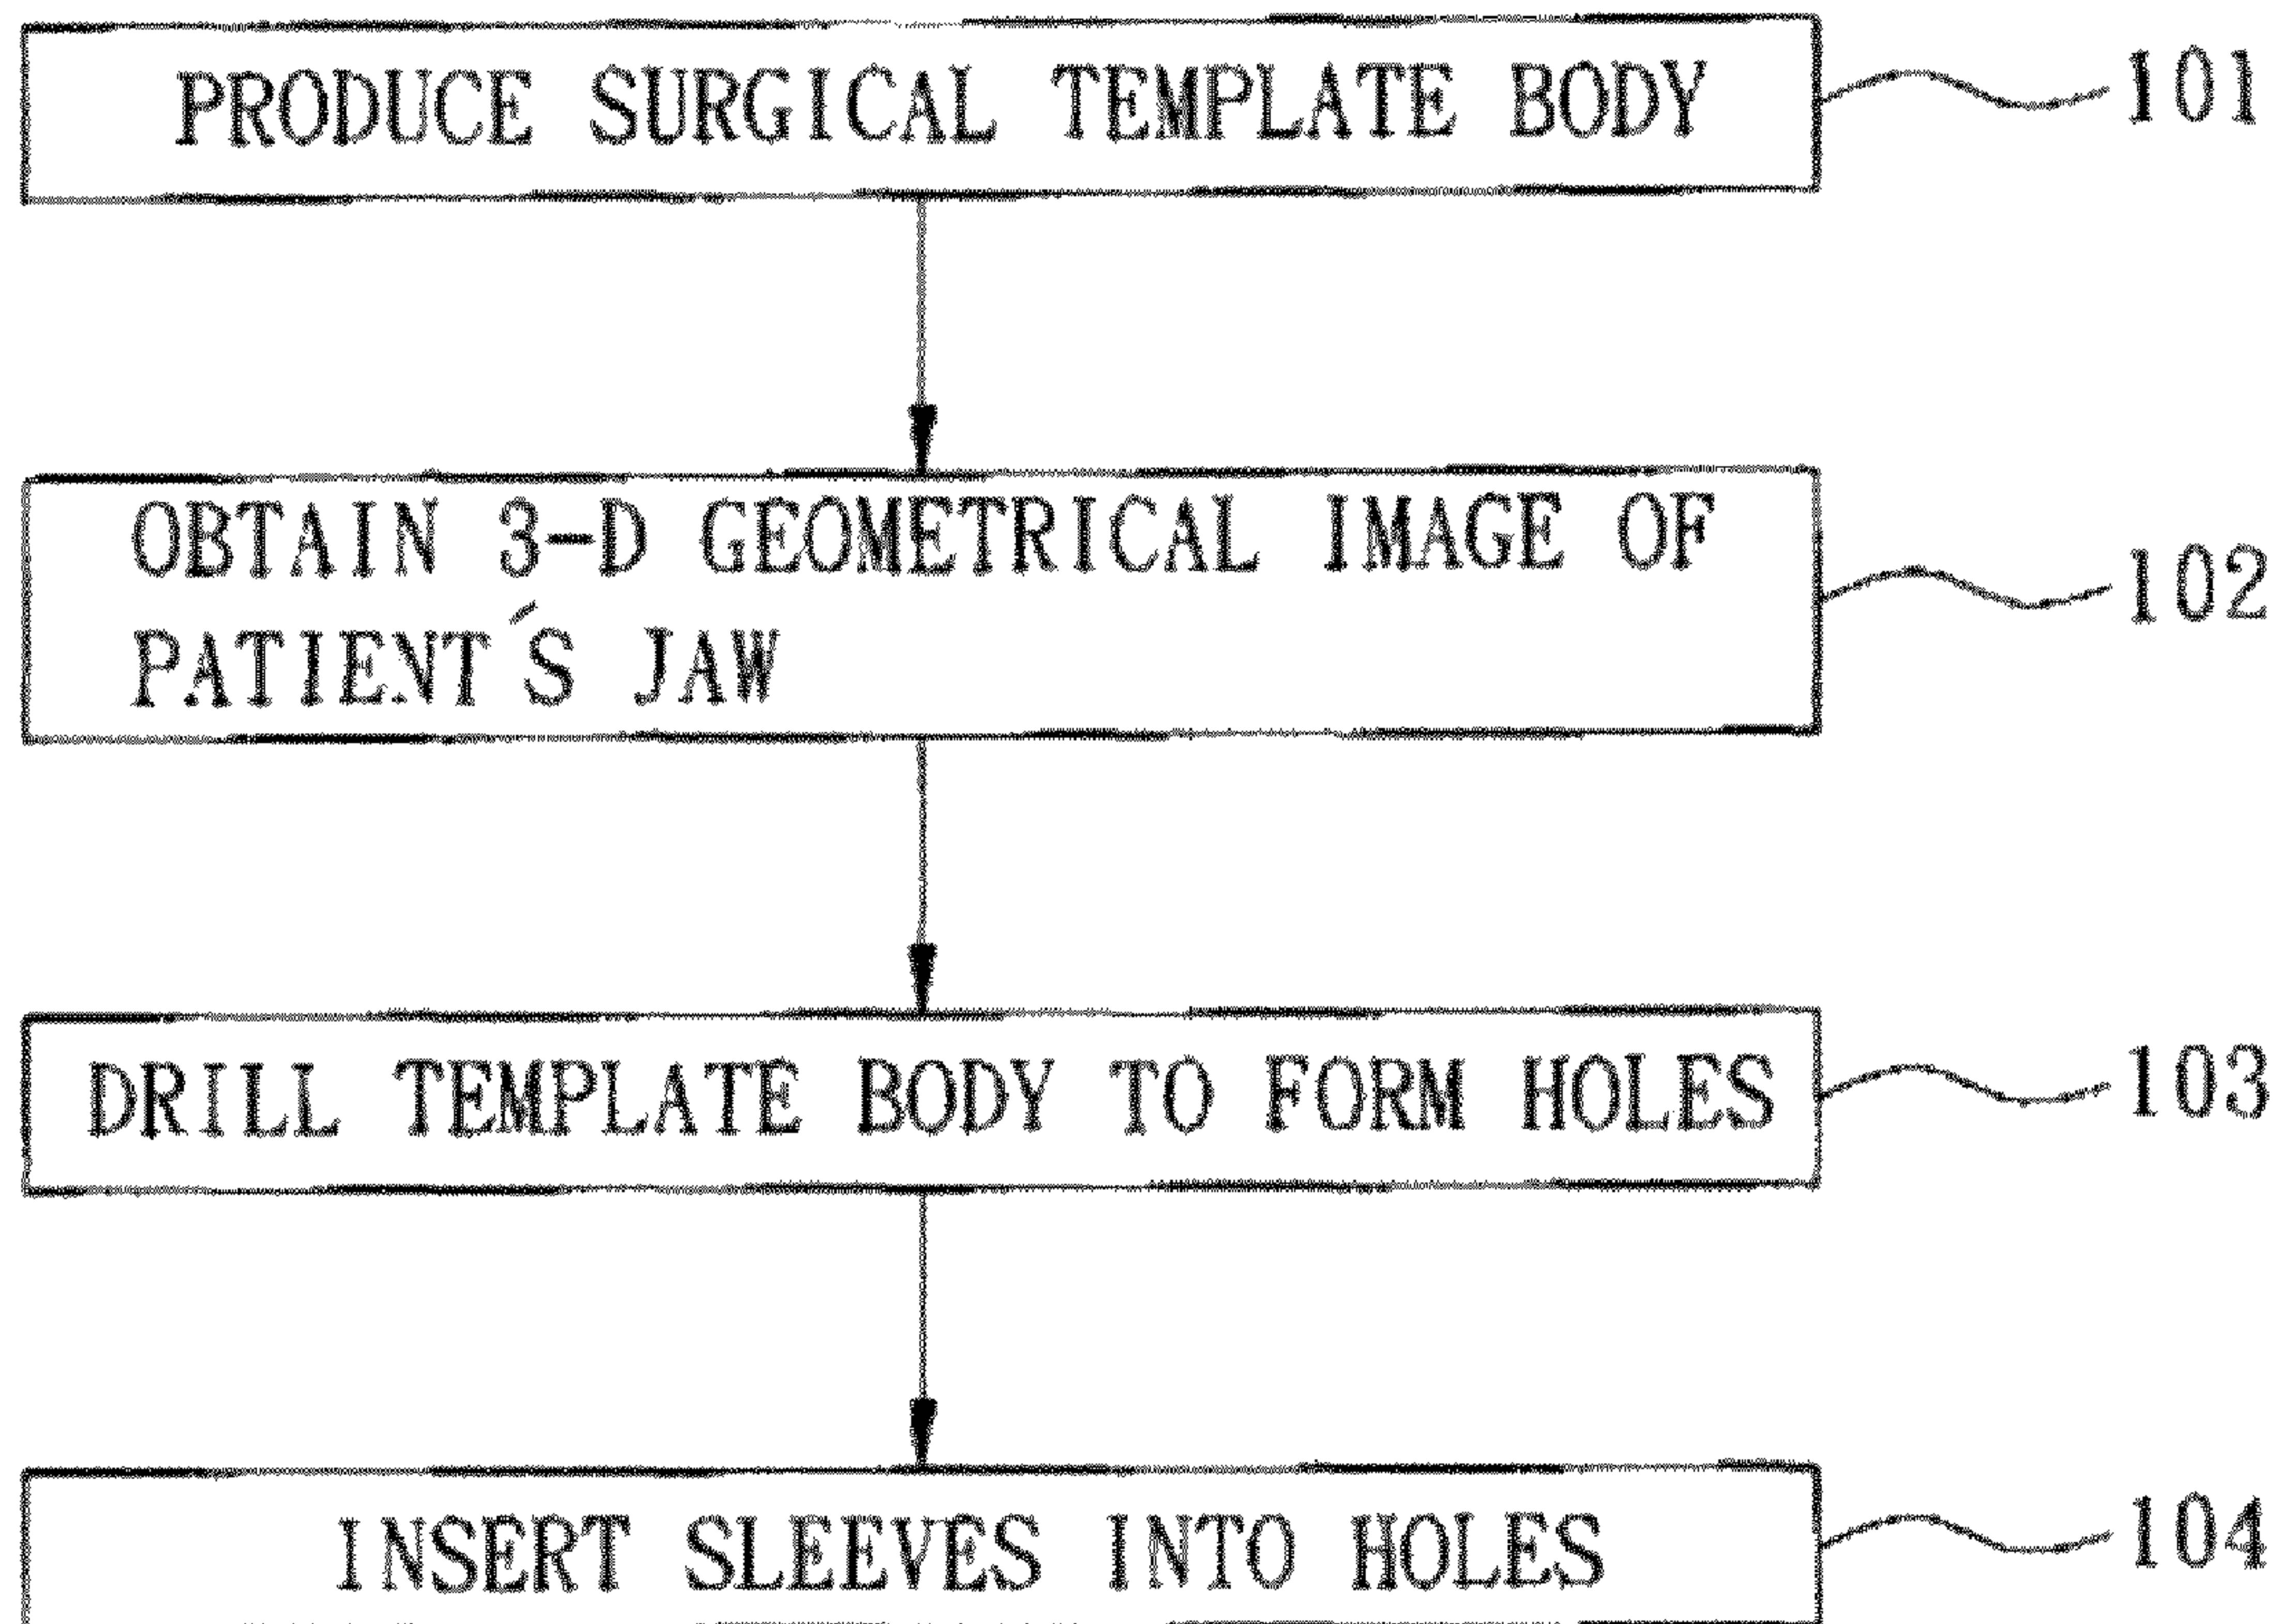 PRODUCE SURGICAL TEMPLATE BODY
101
OBTAIN 3-D GEOMETRICAL IMAGE OF
PATIENT´S JAW
102
DRILL TEMPLATE BODY TO FORM HOLES
103
INSERT SLEEVES INTO HOLES
104